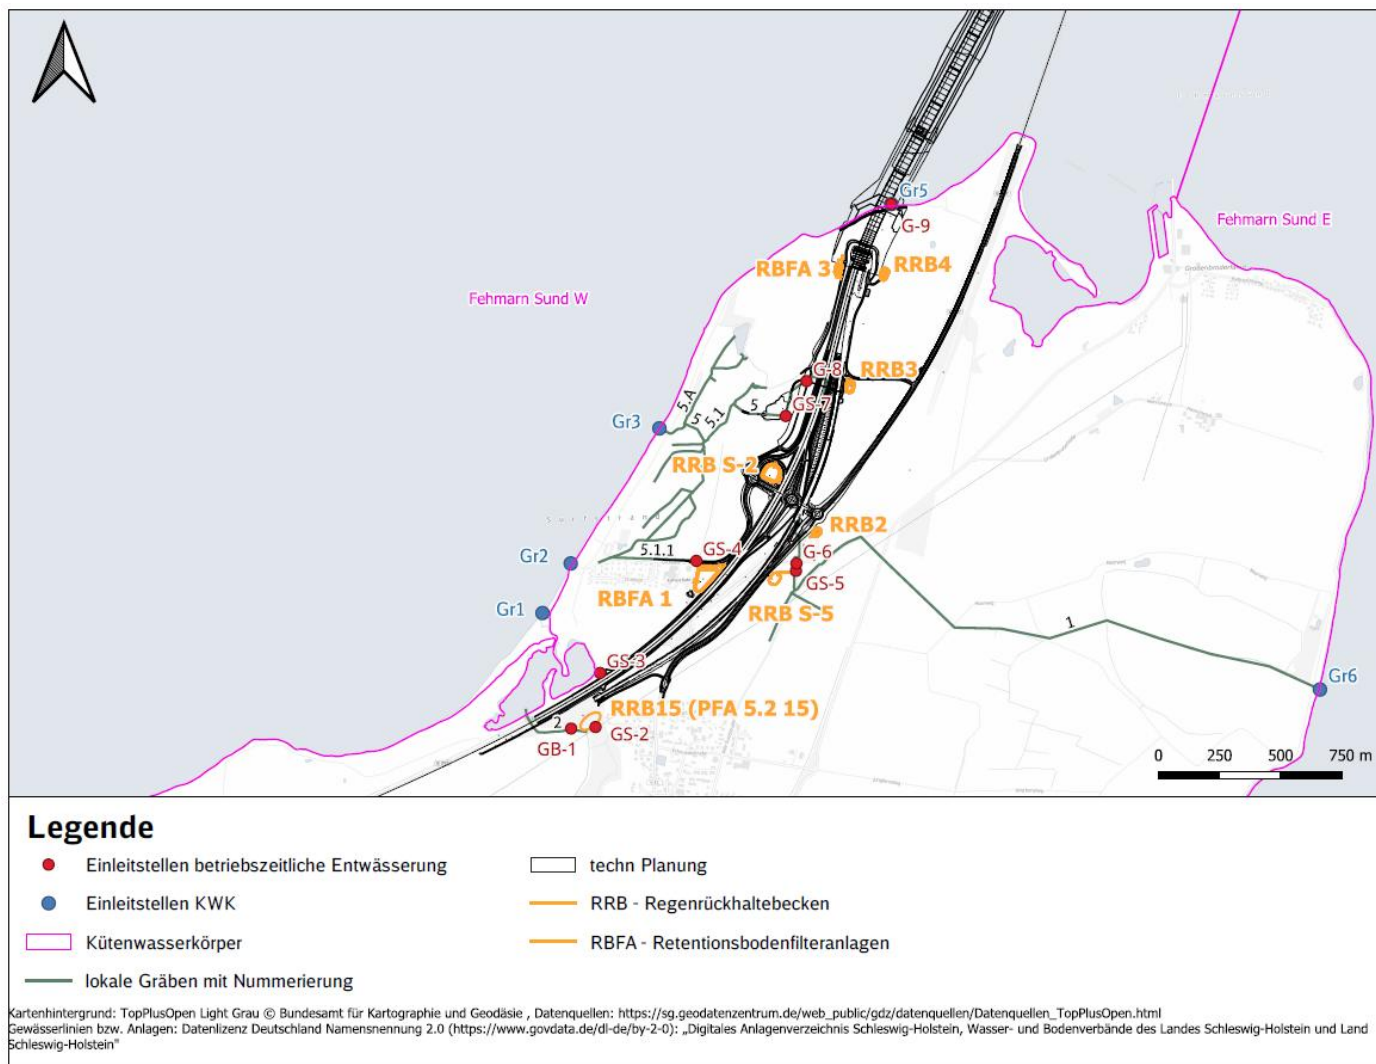 Gr5
G-9
Fehmarn Sund E
RBFA 3
RRB4
Fehmarn Sund W
G-8
RRB3
5.A
5
5.1
5
GS-7
Gr3
RRB S-2
RRB2
5.1.1
GS-4
G-6
Gr2
GS-5
RBFA 1
RRB S-5
Gr1
1
GS-3
Gr6
RRB15 (PFA 5.2 15)
2
GS-2
GB-1
0 250 500 750 m
Legende
Einleitstellen betriebszeitliche Entwässerung
techn Planung
Einleitstellen KWK
RRB - Regenrückhaltebecken
Kütenwasserkörper
RBFA - Retentionsbodenfilteranlagen
lokale Gräben mit Nummerierung
Kartenhintergrund: TopPlusOpen Light Grau © Bundesamt für Kartographie und Geodäsie , Datenquellen: https://sg.geodatenzentrum.de/web_public/gdz/datenquellen/Datenquellen_TopPlusOpen.html
Gewässerlinien bzw. Anlagen: Datenlizenz Deutschland Namensnennung 2.0 (https://www.govdata.de/dl-de/by-2-0): „Digitales Anlagenverzeichnis Schleswig-Holstein, Wasser- und Bodenverbände des Landes Schleswig-Holstein und Land
Schleswig-Holstein"